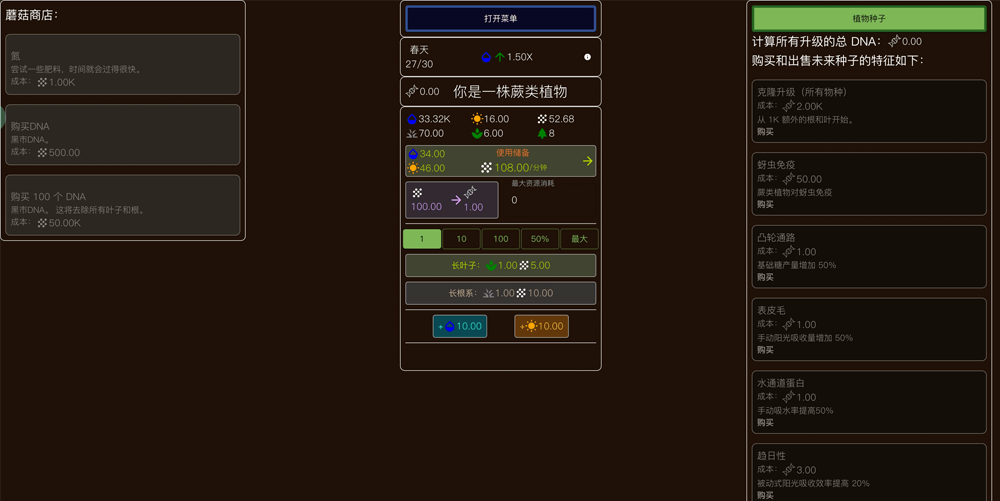 蘑菇商店：
氮
尝试一些肥料，时间就会过得很快。
成本： 1.00K
购买DNA
黑市DNA。
成本： 500.00
购买 100 个 DNA
黑市DNA。 这将去除所有叶子和根。
成本： 50.00K
打开菜单
春天
27/30
1.50X
0.00 你是一株蕨类植物
33.32K 16.00 52.68
70.00 6.00 8
34.00 使用储备
46.00 108.00/分钟
100.00 1.00
最大资源消耗
0
1 10 100 50% 最大
长叶子： 1.00 5.00
长根系： 1.00 10.00
+ 10.00 + 10.00
植物种子
计算所有升级的总 DNA： 0.00
购买和出售未来种子的特征如下：
克隆升级（所有物种）
成本： 2.00K
从 1K 额外的根和叶开始。
购买
蚜虫免疫
成本： 50.00
蕨类植物对蚜虫免疫
购买
凸轮通路
成本： 1.00
基础糖产量增加 50%
购买
表皮毛
成本： 1.00
手动阳光吸收量增加 50%
购买
水通道蛋白
成本： 1.00
手动吸水率提高50%
购买
趋日性
成本： 3.00
被动式阳光吸收效率提高 20%
购买